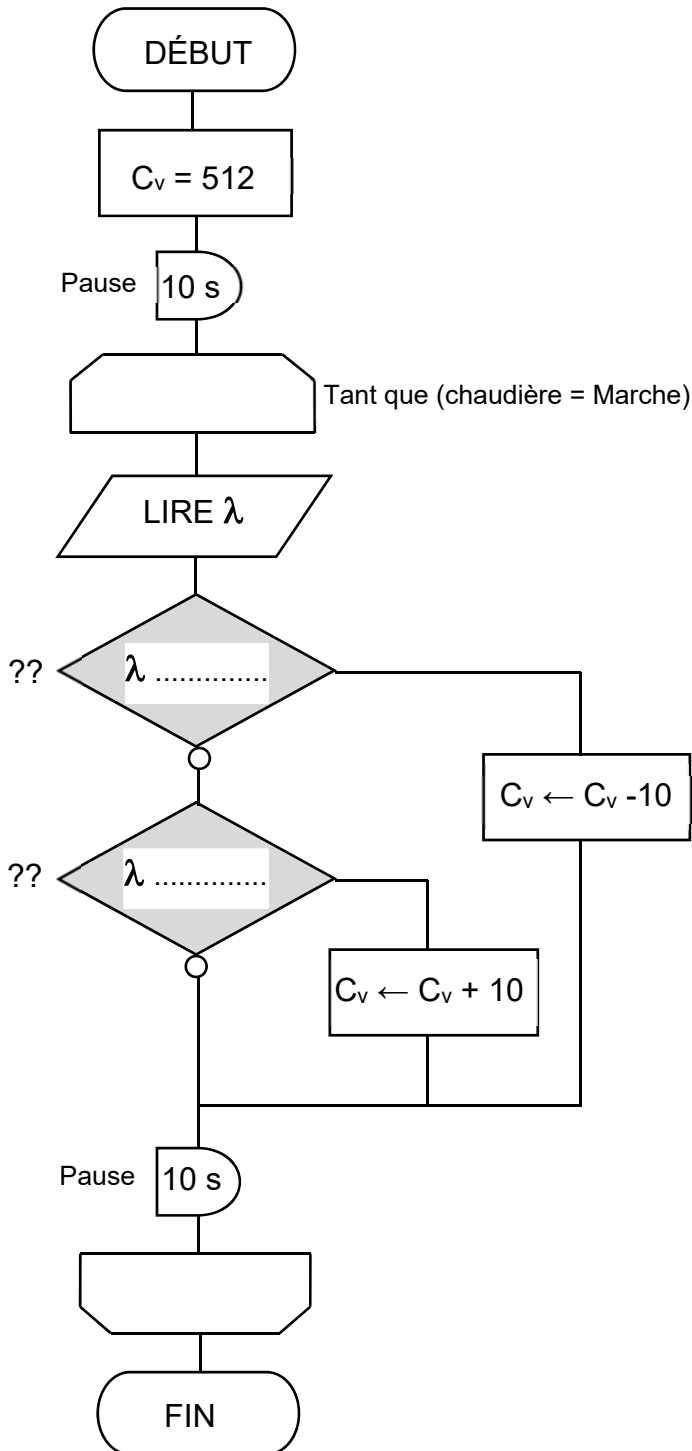 DÉBUT
Cv = 512
Pause 10 s
Tant que (chaudière = Marche)
LIRE λ
?? λ ..............
Cv ← Cv -10
?? λ ..............
Cv ← Cv + 10
Pause 10 s
FIN